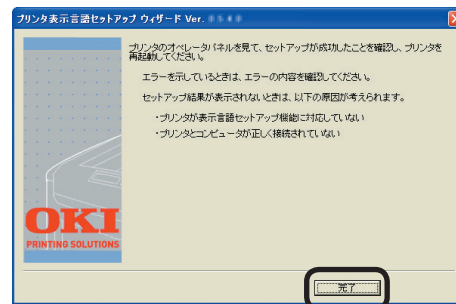 プリンタ表示言語セットアップ ウィザード Ver.
プリンタのオペレータパネルを見て、セットアップが成功したことを確認し、プリンタを
再起動してください。
エラーを示しているときは、エラーの内容を確認してください。
セットアップ結果が表示されないときは、以下の原因が考えられます。
・プリンタが表示言語セットアップ機能に対応していない
・プリンタとコンピュータが正しく接続されていない
OKI
PRINTING SOLUTIONS
完了